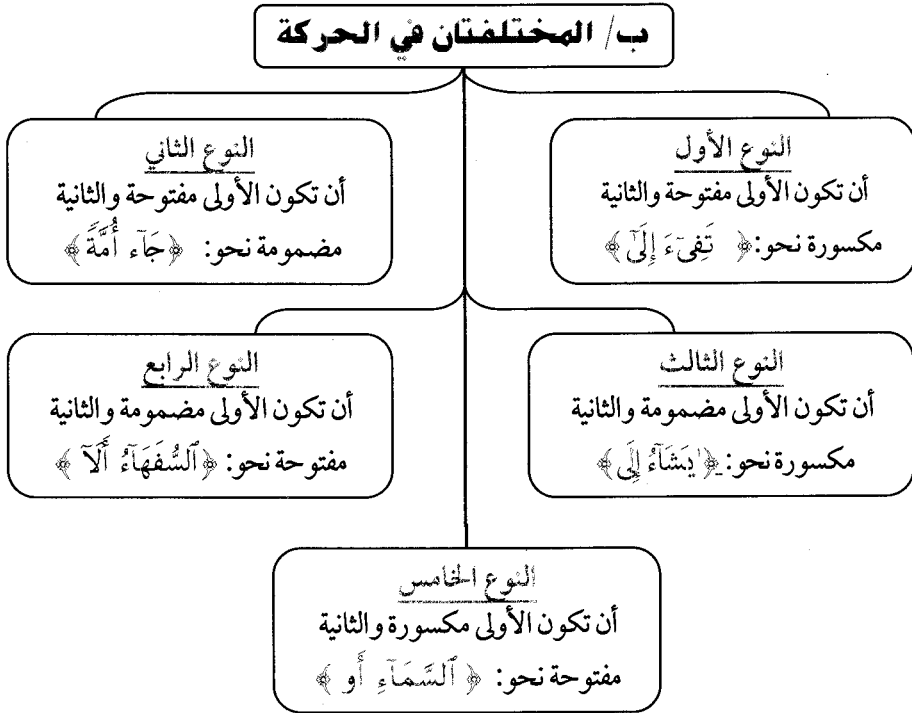 ب/ المختلفتان في الحركة
النوع الأول
أن تكون الأولى مفتوحة والثانية
مكسورة نحو: ﴿ تَفِيٓءَ إِلَىٰٓ ﴾
النوع الثاني
أن تكون الأولى مفتوحة والثانية
مضمومة نحو: ﴿ جَآءَ أُمَّةً ﴾
النوع الثالث
أن تكون الأولى مضمومة والثانية
مكسورة نحو: ﴿ يَشَآءُ إِلَىٰ ﴾
النوع الرابع
أن تكون الأولى مضمومة والثانية
مفتوحة نحو: ﴿ ٱلسُّفَهَآءُ أَلَآ ﴾
النوع الخامس
أن تكون الأولى مكسورة والثانية
مفتوحة نحو: ﴿ ٱلسَّمَآءِ أَو ﴾